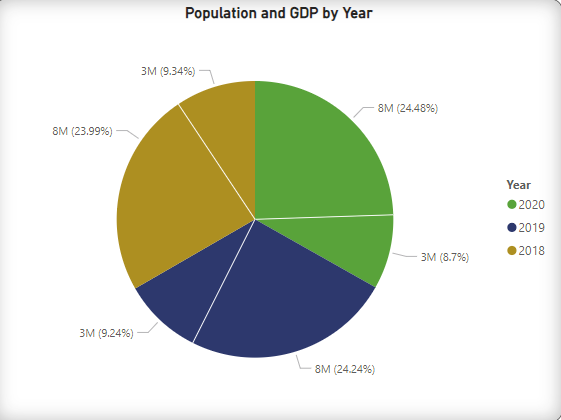 Population and GDP by Year
3M (9.34%)
8M (24.48%)
8M (23.99%)
Year
2020
2019
2018
3M (8.7%)
3M (9.24%)
8M (24.24%)